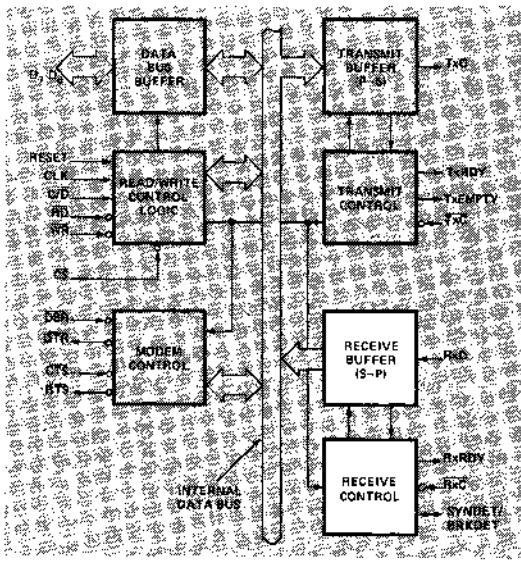 DATA
BUS
BUFFER
TRANSMIT
BUFFER
(P→S)
TxD
D7 D0
RESET
CLK
C/D
RD
WR
CS
READ/WRITE
CONTROL
LOGIC
TRANSMIT
CONTROL
TxRDY
TxEMPTY
TxC
DSR
DTR
CTS
RTS
MODEM
CONTROL
RECEIVE
BUFFER
(S→P)
RxD
INTERNAL
DATA BUS
RECEIVE
CONTROL
RxRDY
RxC
SYNDET/
BRKDET